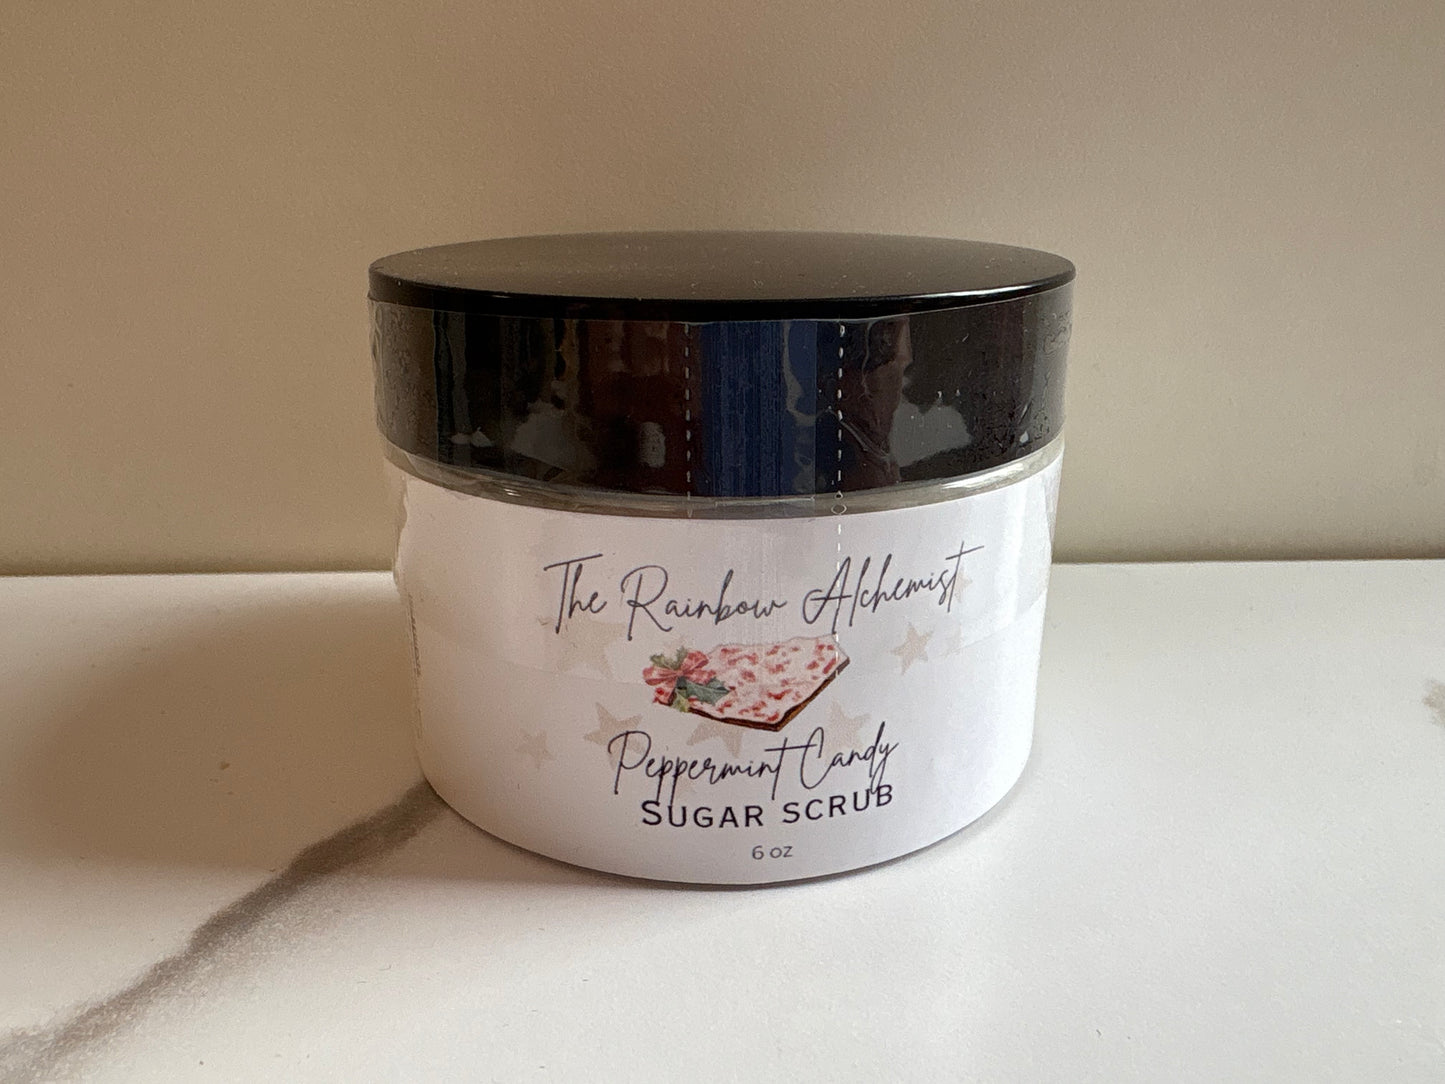 The Rainbow Alchemist
Peppermint Candy
SUGAR SCRUB
6 oz